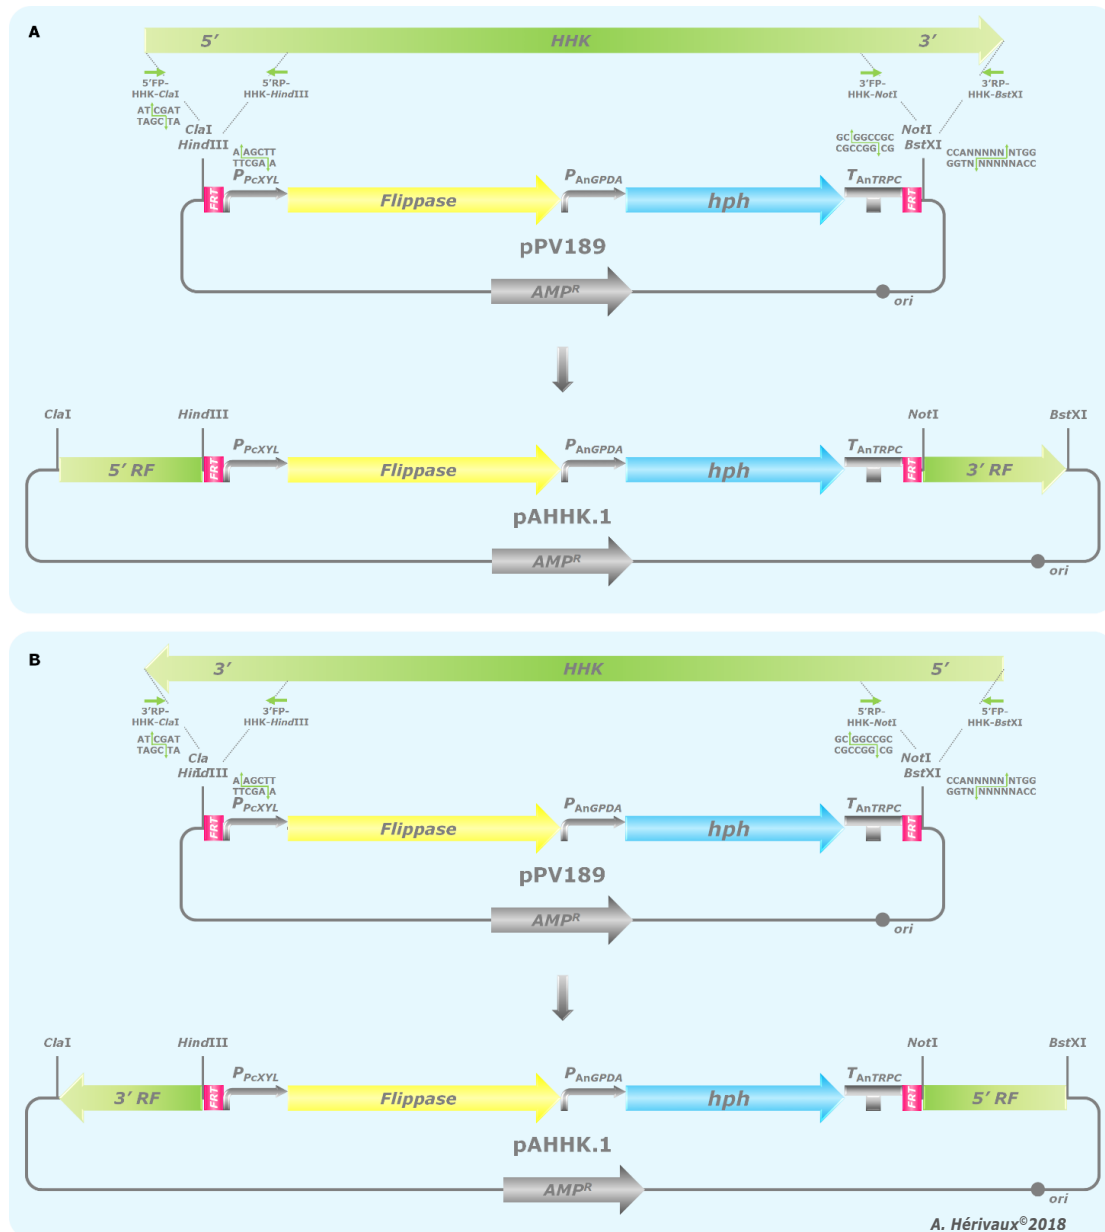 A
5′ HHK 3′
5′FP-
HHK-ClaI
5′RP-
HHK-HindIII
3′FP-
HHK-NotI
3′RP-
HHK-BstXI
AT CGAT
TAGC TA
ClaI
HindIII
A AGCTT
TTCGA A
GC GGCCGC
CGCCGG CG
NotI
BstXI
CCANNNNN NTGG
GGTN NNNNNACC
FRT
PPcXYL
Flippase
PAnGPDA
hph
TAnTRPC
FRT
pPV189
AMPR
ori
ClaI
HindIII
NotI
BstXI
5′ RF
FRT
PPcXYL
Flippase
PAnGPDA
hph
TAnTRPC
FRT
3′ RF
pAHHK.1
AMPR
ori
B
3′ HHK 5′
3′RP-
HHK-ClaI
3′FP-
HHK-HindIII
5′RP-
HHK-NotI
5′FP-
HHK-BstXI
AT CGAT
TAGC TA
Cla
HindIII
A AGCTT
TTCGA A
GC GGCCGC
CGCCGG CG
NotI
BstXI
CCANNNNN NTGG
GGTN NNNNNACC
FRT
PPcXYL
Flippase
PAnGPDA
hph
TAnTRPC
FRT
pPV189
AMPR
ori
ClaI
HindIII
NotI
BstXI
3′ RF
FRT
PPcXYL
Flippase
PAnGPDA
hph
TAnTRPC
FRT
5′ RF
pAHHK.1
AMPR
ori
A. Hérivaux©2018